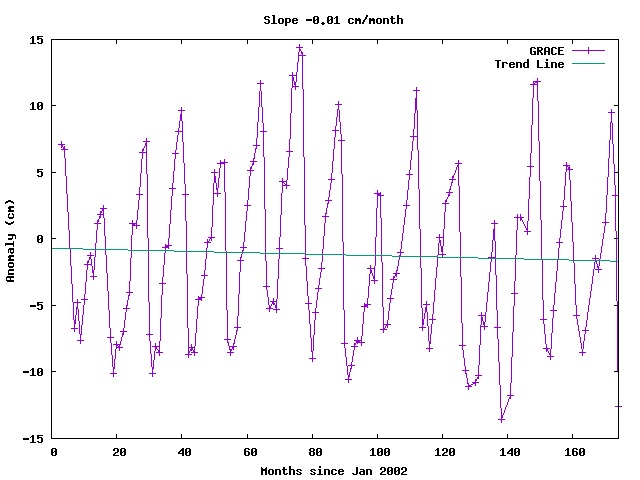 Slope -0.01 cm/month
GRACE
Trend Line
15
10
5
0
-5
-10
-15
Anomaly (cm)
0 20 40 60 80 100 120 140 160
Months since Jan 2002